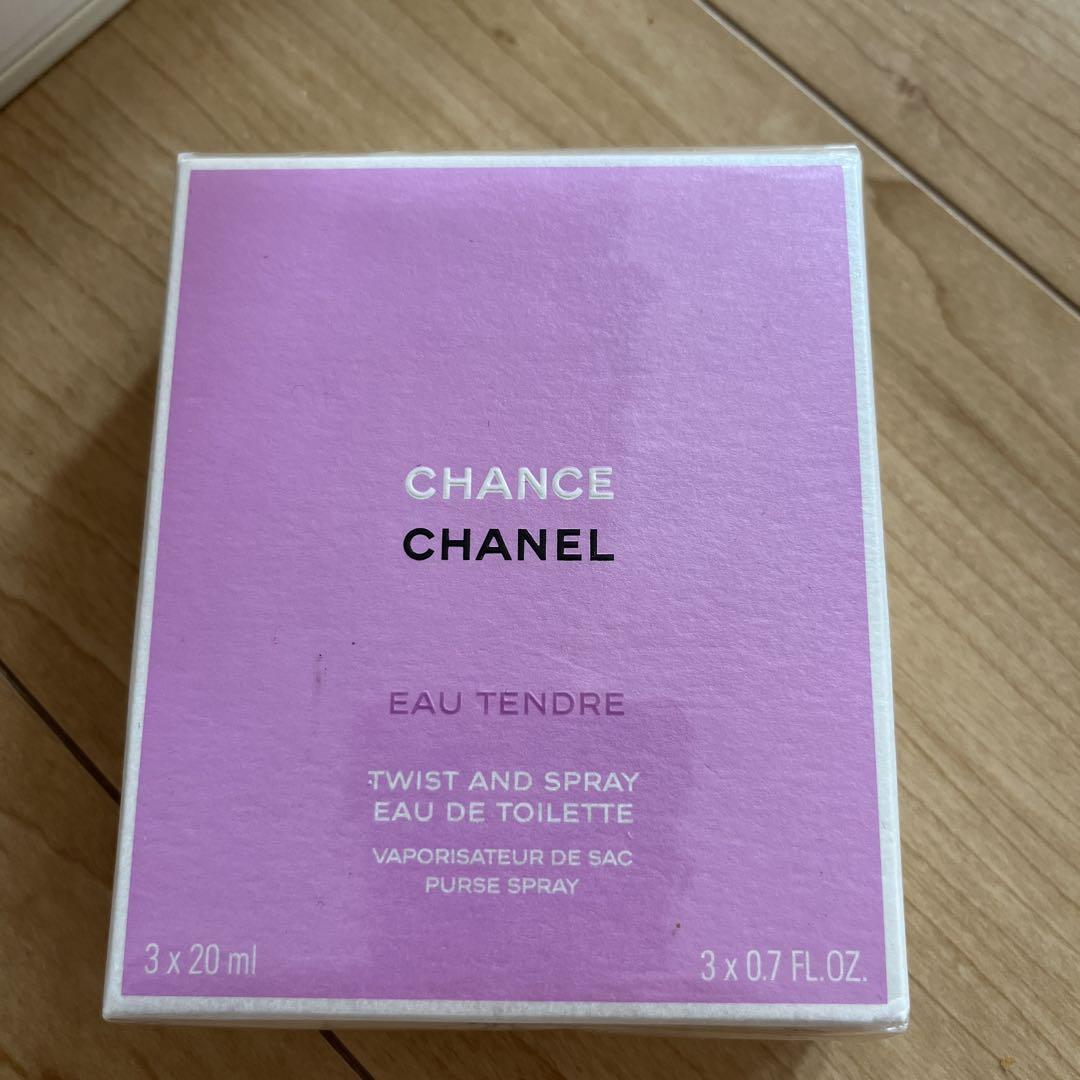 CHANCE
CHANEL
EAU TENDRE
TWIST AND SPRAY
EAU DE TOILETTE
VAPORISATEUR DE SAC
PURSE SPRAY
3 x 20 ml
3 x 0.7 FL.OZ.